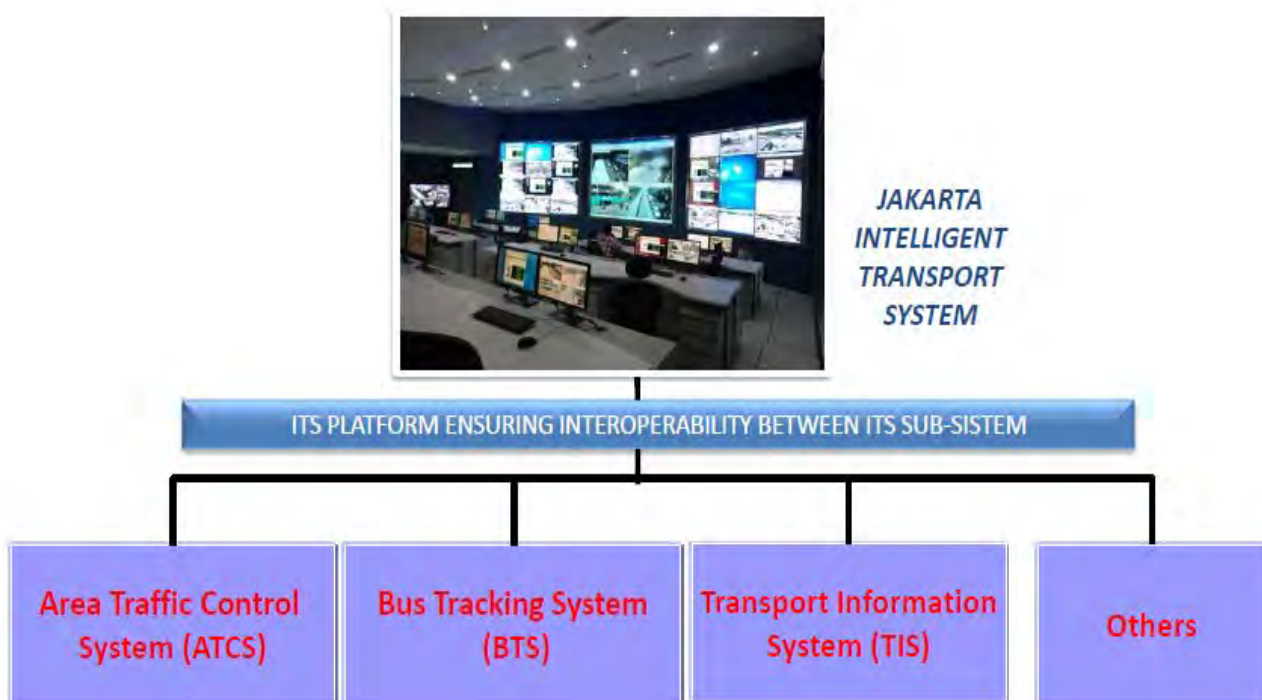 JAKARTA
INTELLIGENT
TRANSPORT
SYSTEM
ITS PLATFORM ENSURING INTEROPERABILITY BETWEEN ITS SUB-SISTEM
Area Traffic Control
System (ATCS)
Bus Tracking System
(BTS)
Transport Information
System (TIS)
Others